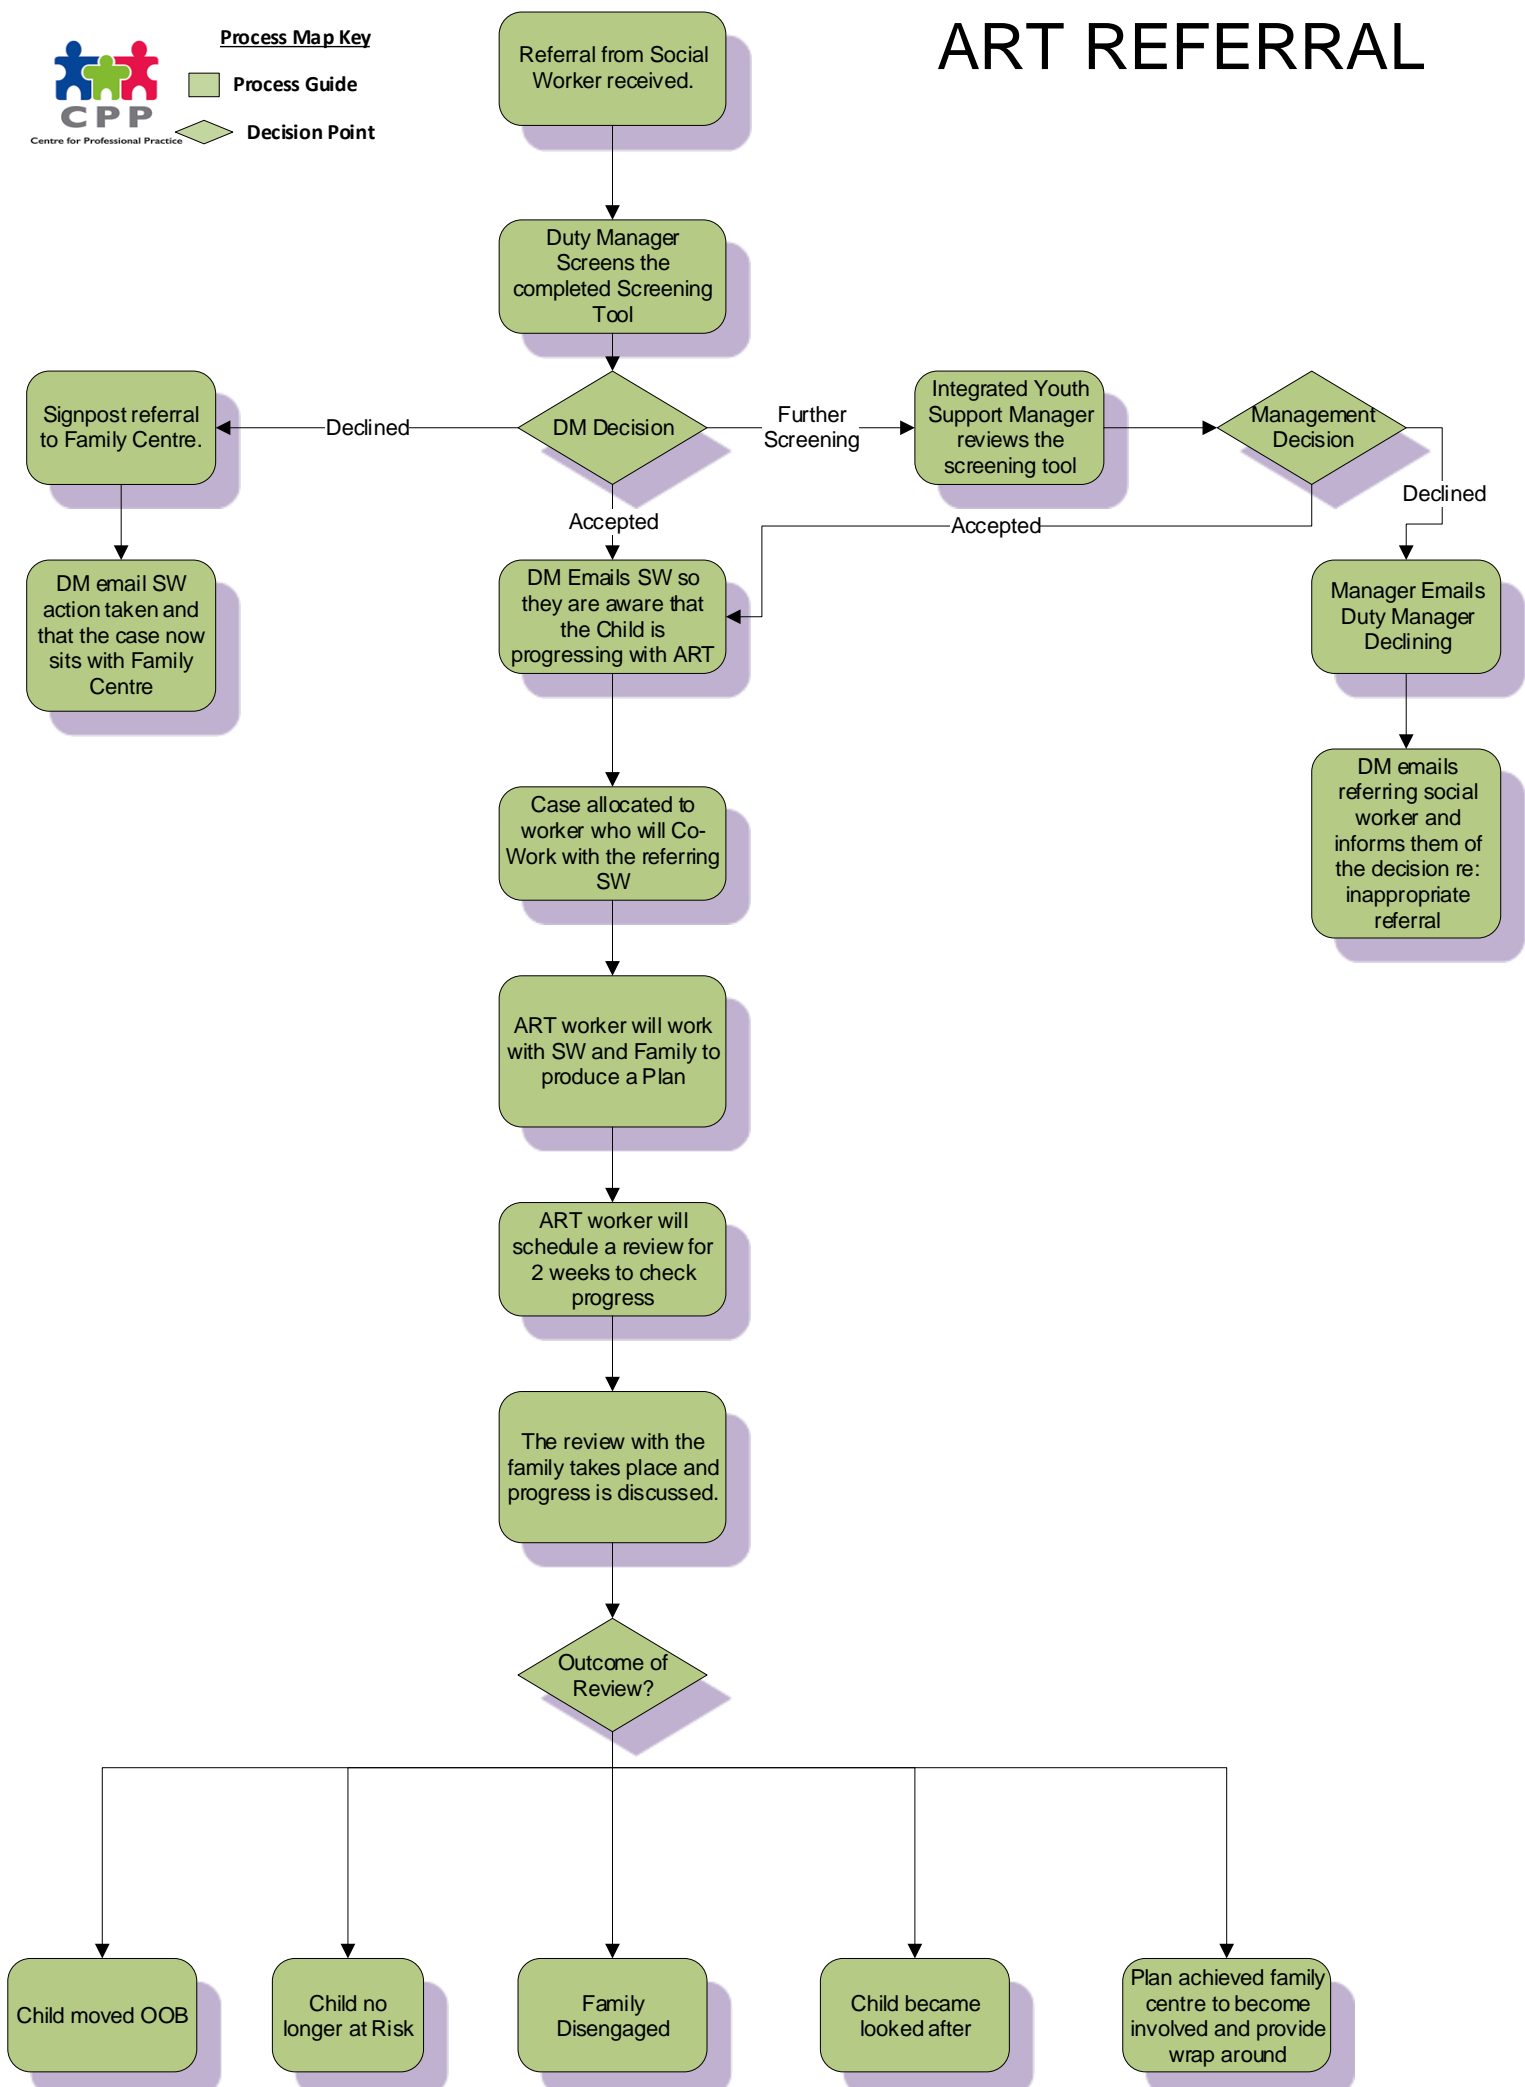 ART REFERRAL
Process Map Key
Process Guide
Decision Point
CPP
Centre for Professional Practice
Referral from Social
Worker received.
Duty Manager
Screens the
completed Screening
Tool
DM Decision
Declined
Signpost referral
to Family Centre.
DM email SW
action taken and
that the case now
sits with Family
Centre
Further
Screening
Integrated Youth
Support Manager
reviews the
screening tool
Management
Decision
Declined
Manager Emails
Duty Manager
Declining
DM emails
referring social
worker and
informs them of
the decision re:
inappropriate
referral
Accepted
Accepted
DM Emails SW so
they are aware that
the Child is
progressing with ART
Case allocated to
worker who will Co-
Work with the referring
SW
ART worker will work
with SW and Family to
produce a Plan
ART worker will
schedule a review for
2 weeks to check
progress
The review with the
family takes place and
progress is discussed.
Outcome of
Review?
Child moved OOB
Child no
longer at Risk
Family
Disengaged
Child became
looked after
Plan achieved family
centre to become
involved and provide
wrap around